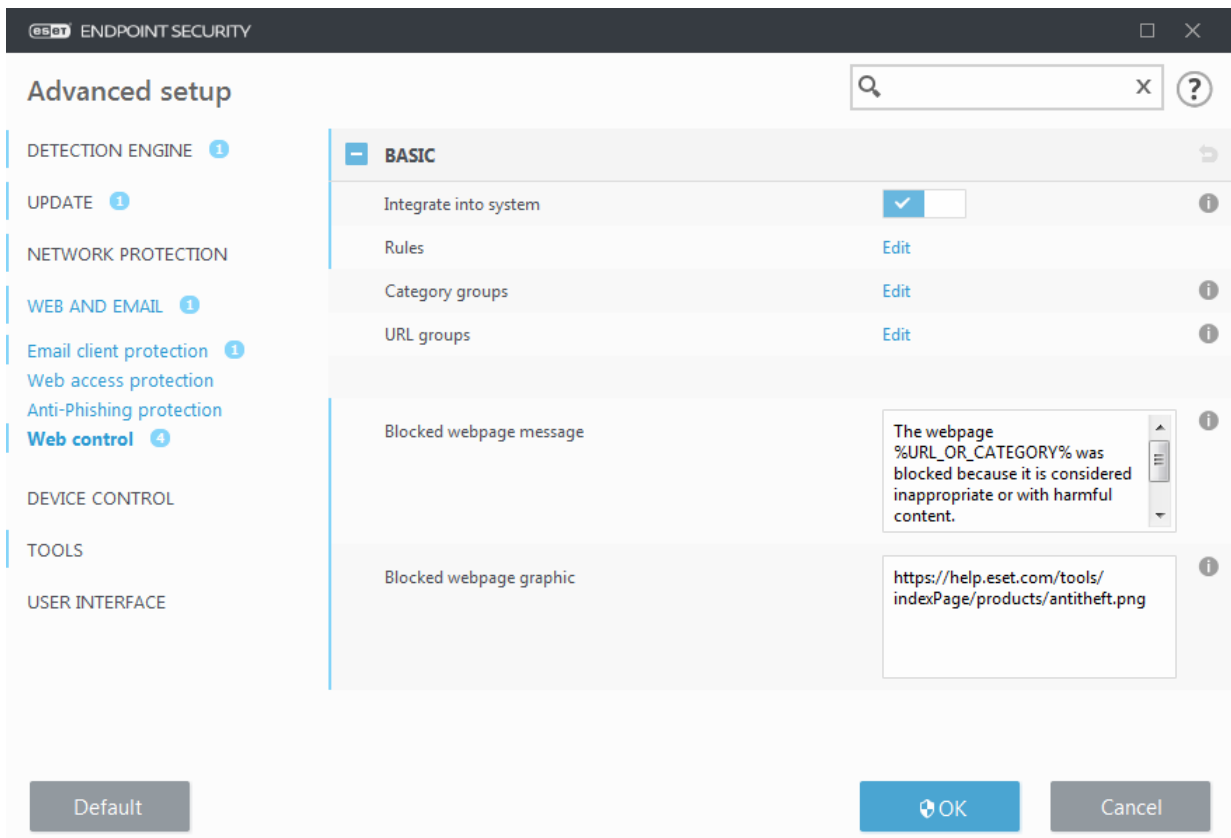 eset ENDPOINT SECURITY
Advanced setup
x
?
DETECTION ENGINE 1
UPDATE 1
NETWORK PROTECTION
WEB AND EMAIL 1
Email client protection 1
Web access protection
Anti-Phishing protection
Web control 4
DEVICE CONTROL
TOOLS
USER INTERFACE
BASIC
Integrate into system
i
Rules
Edit
Category groups
Edit
i
URL groups
Edit
i
Blocked webpage message
The webpage
%URL_OR_CATEGORY% was
blocked because it is considered
inappropriate or with harmful
content.
i
Blocked webpage graphic
https://help.eset.com/tools/
indexPage/products/antitheft.png
i
Default
OK
Cancel